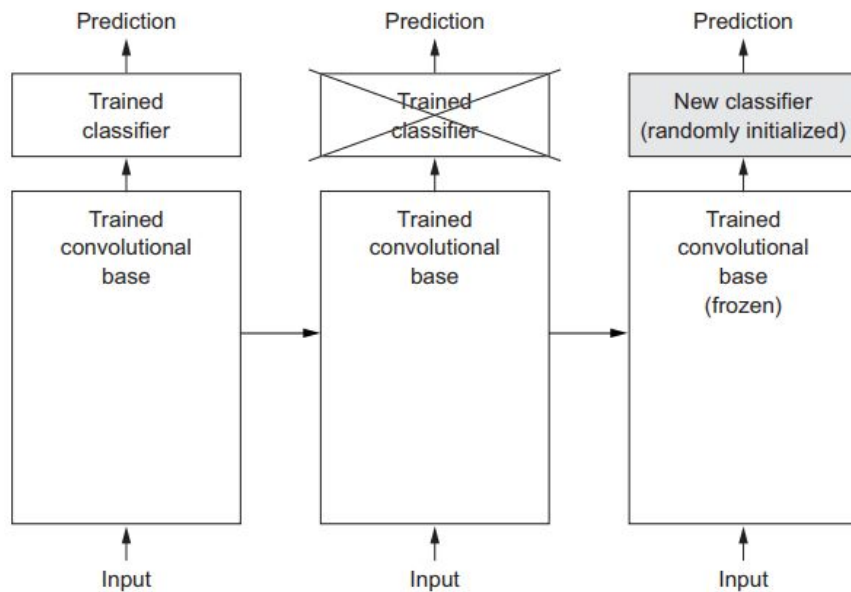 Prediction
Trained
classifier
Trained
convolutional
base
Input
Prediction
Trained
classifier
Trained
convolutional
base
Input
Prediction
New classifier
(randomly initialized)
Trained
convolutional
base
(frozen)
Input